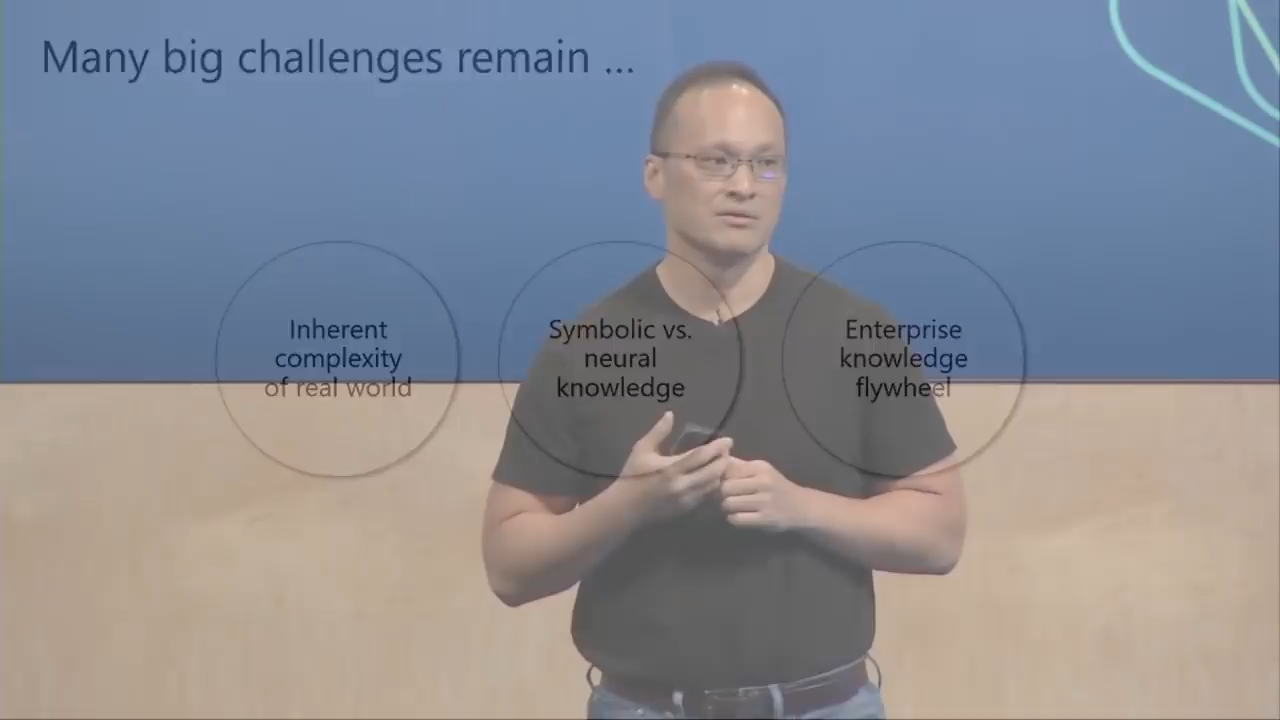 Many big challenges remain ...
Inherent
complexity
of real world
Symbolic vs.
neural
knowledge
Enterprise
knowledge
flywheel